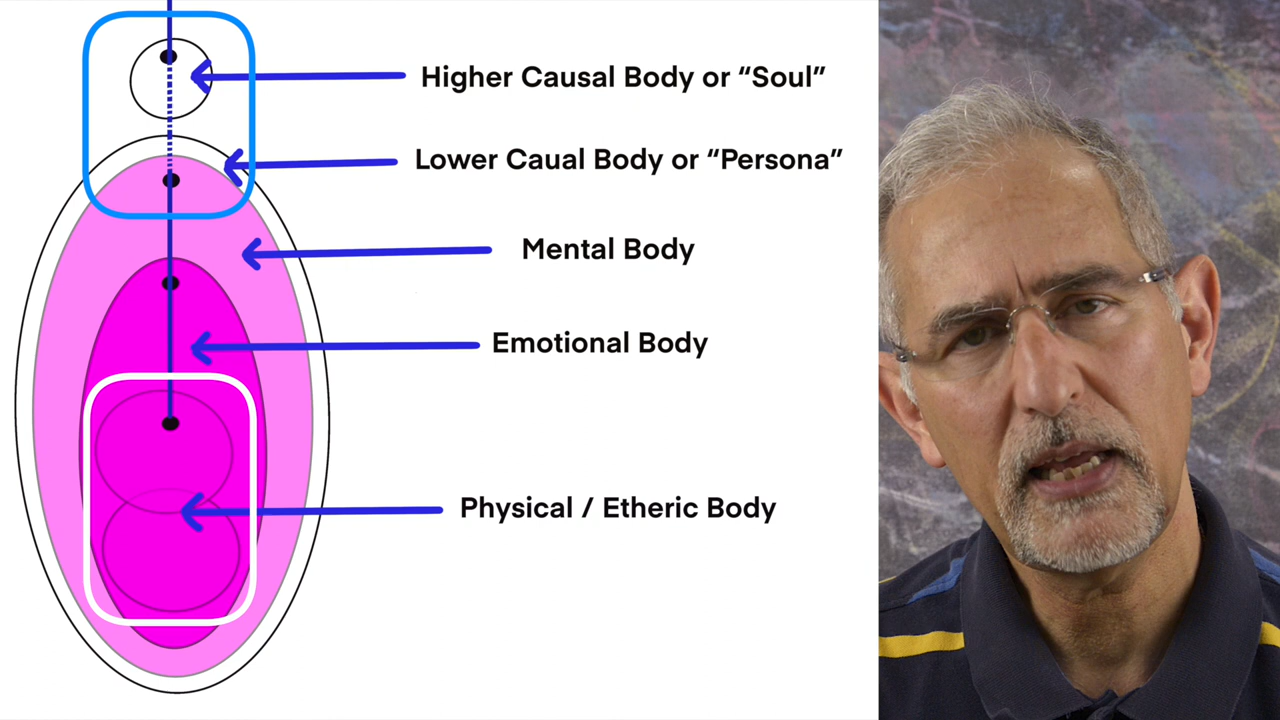 Higher Causal Body or “Soul”
Lower Caual Body or “Persona”
Mental Body
Emotional Body
Physical / Etheric Body